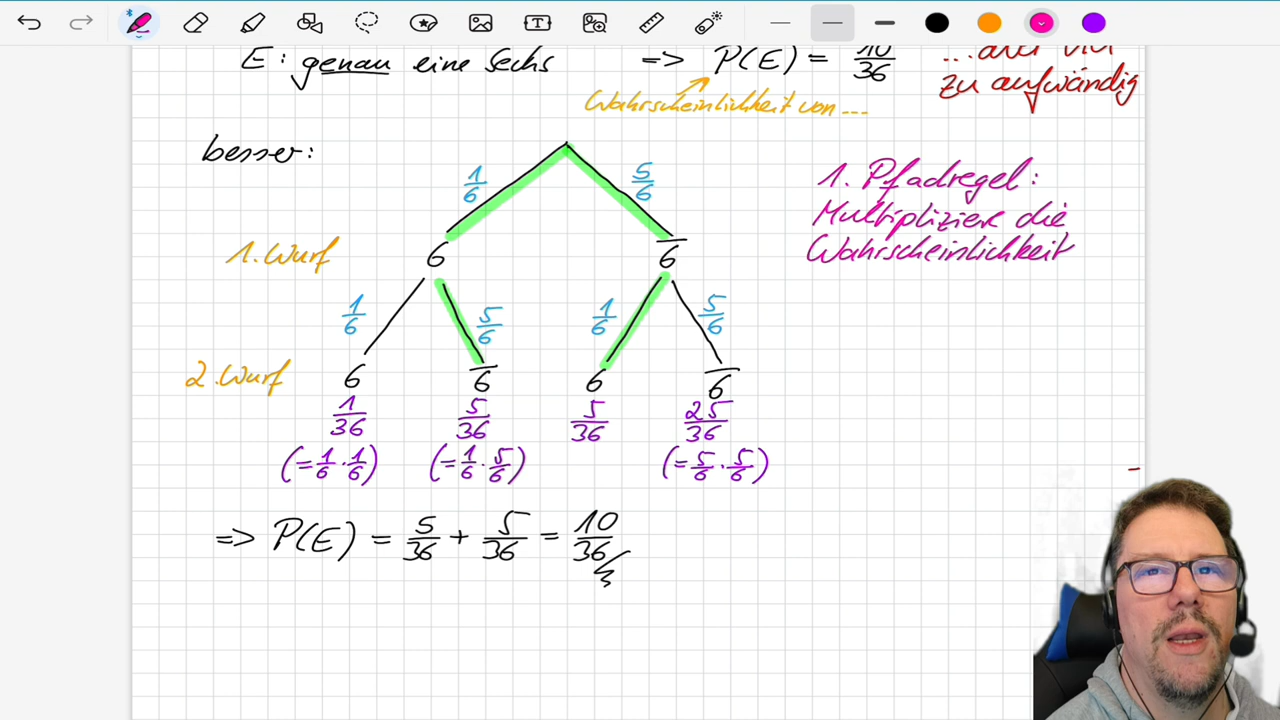 E: genau eine Sechs => P(E) = 10/36
...aber viel
zu aufwändig
Wahrscheinlichkeit von ...
besser:
1/6 5/6
1. Pfadregel:
Multipliziere die
Wahrscheinlichkeit
1. Wurf 6 6̅
1/6 5/6 1/6 5/6
2. Wurf 6 6̅ 6 6̅
1/36 5/36 5/36 25/36
(=1/6·1/6) (=1/6·5/6) (=5/6·5/6)
=> P(E) = 5/36 + 5/36 = 10/36